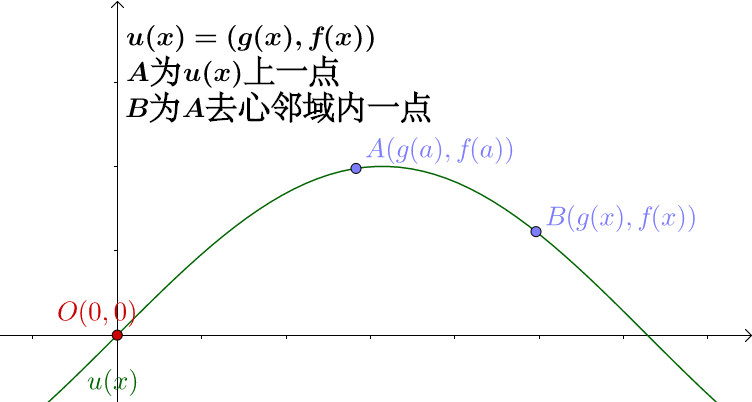 u(x) = (g(x), f(x))
A为u(x)上一点
B为A去心邻域内一点
A(g(a), f(a))
B(g(x), f(x))
O(0, 0)
u(x)